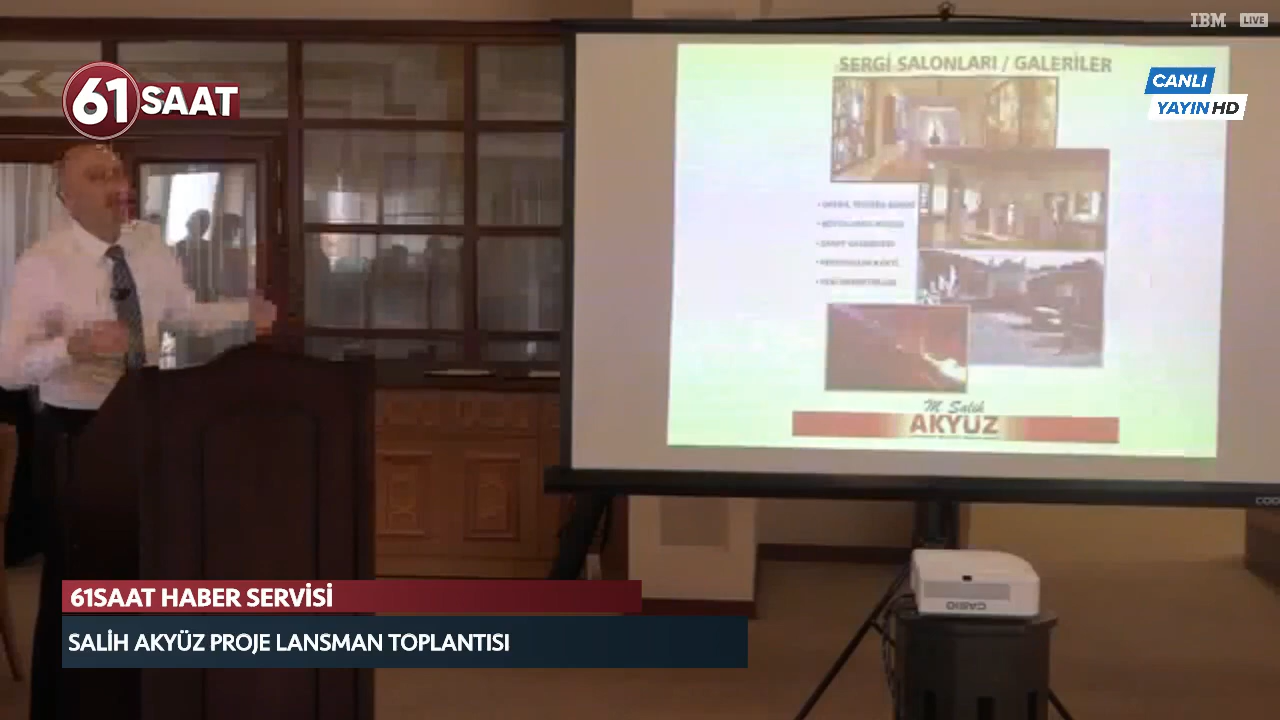 IBM LIVE
61SAAT
CANLI
YAYIN HD
SERGİ SALONLARI / GALERİLER
M Salih
AKYÜZ
CASIO
61SAAT HABER SERVİSİ
SALİH AKYÜZ PROJE LANSMAN TOPLANTISI